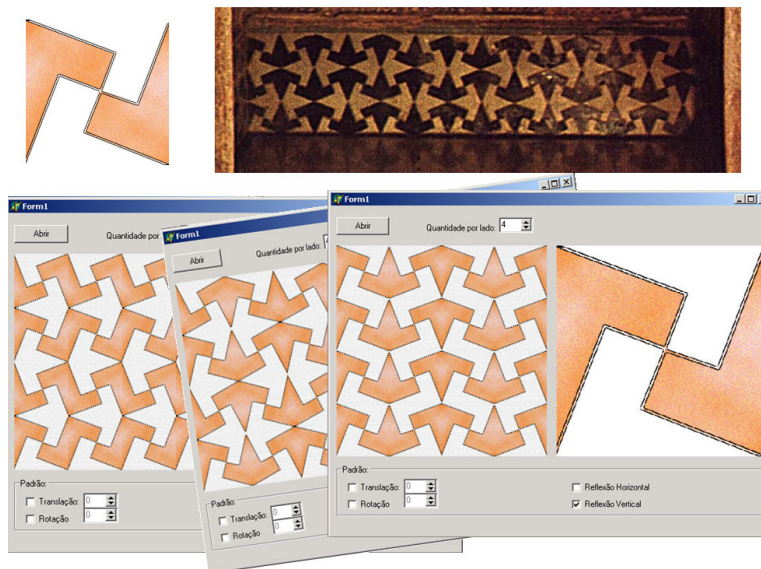 Form1
Abrir
Quantidade por
Padrão:
Translação:
0
Rotação
0
Form1
Abrir
Quantidade por lado:
Padrão:
Translação:
0
Rotação
0
Form1
Abrir
Quantidade por lado:
4
Padrão:
Translação:
0
Rotação
0
Reflexão Horizontal
Reflexão Vertical